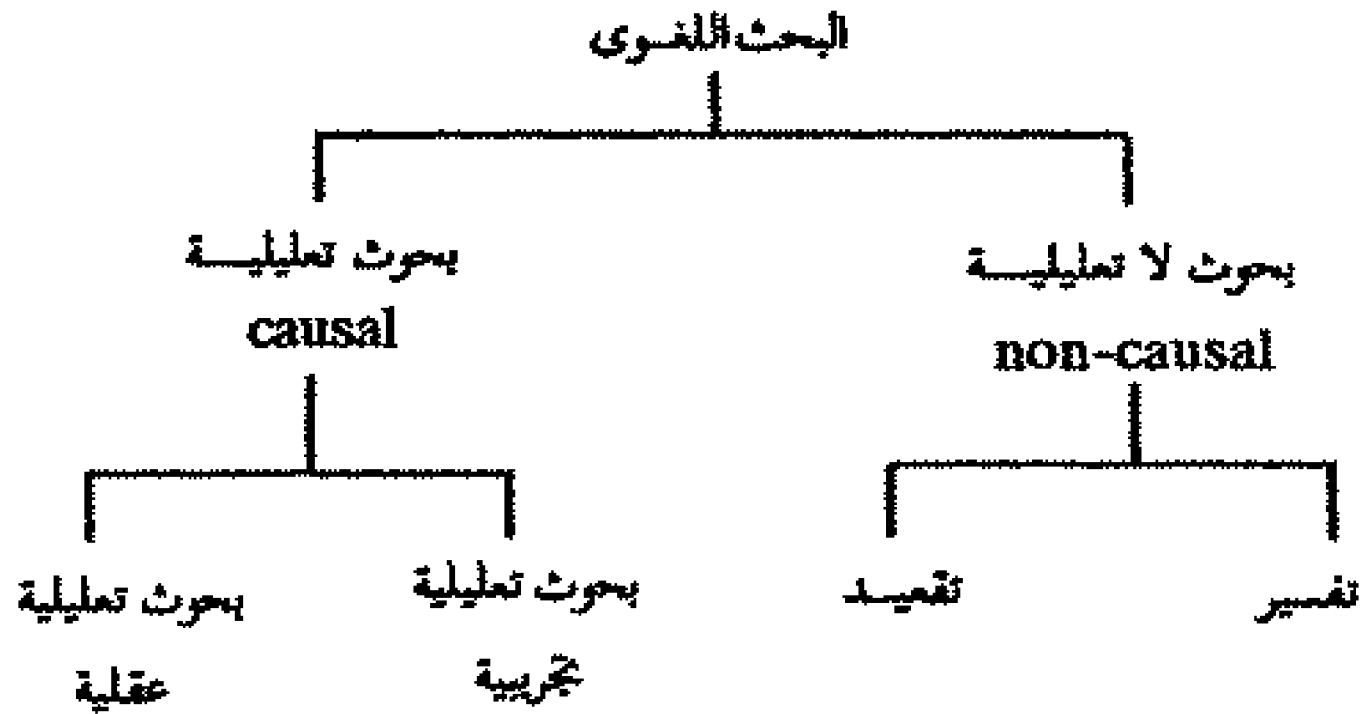 البحث اللغوى
بحوث لا تعليلية
non-causal
بحوث تعليلية
causal
تفسير
تقعيد
بحوث تعليلية
تجريبية
بحوث تعليلية
عقلية